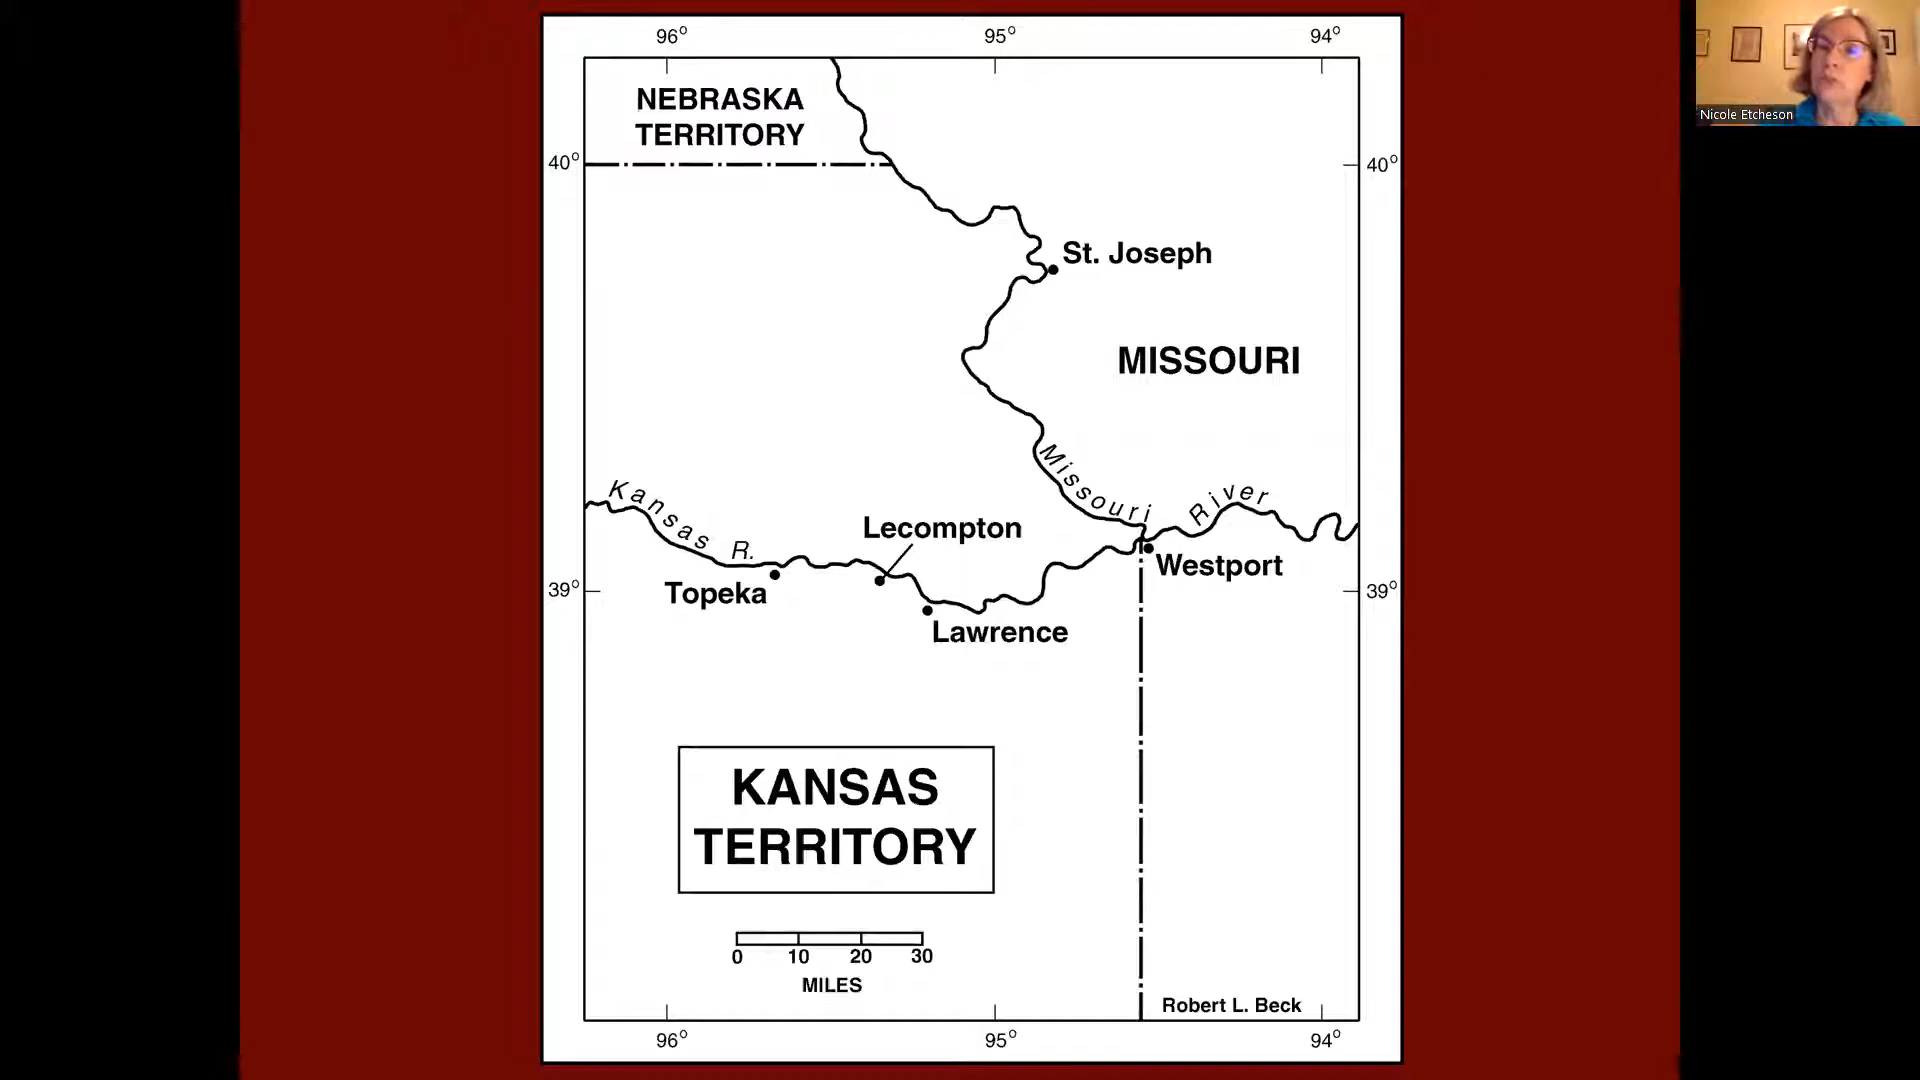 96° 95° 94°
Nicole Etcheson
NEBRASKA
TERRITORY
40° 40°
St. Joseph
MISSOURI
Missouri River
Kansas R.
Lecompton
Westport
Topeka
39° 39°
Lawrence
KANSAS
TERRITORY
0 10 20 30
MILES
Robert L. Beck
96° 95° 94°